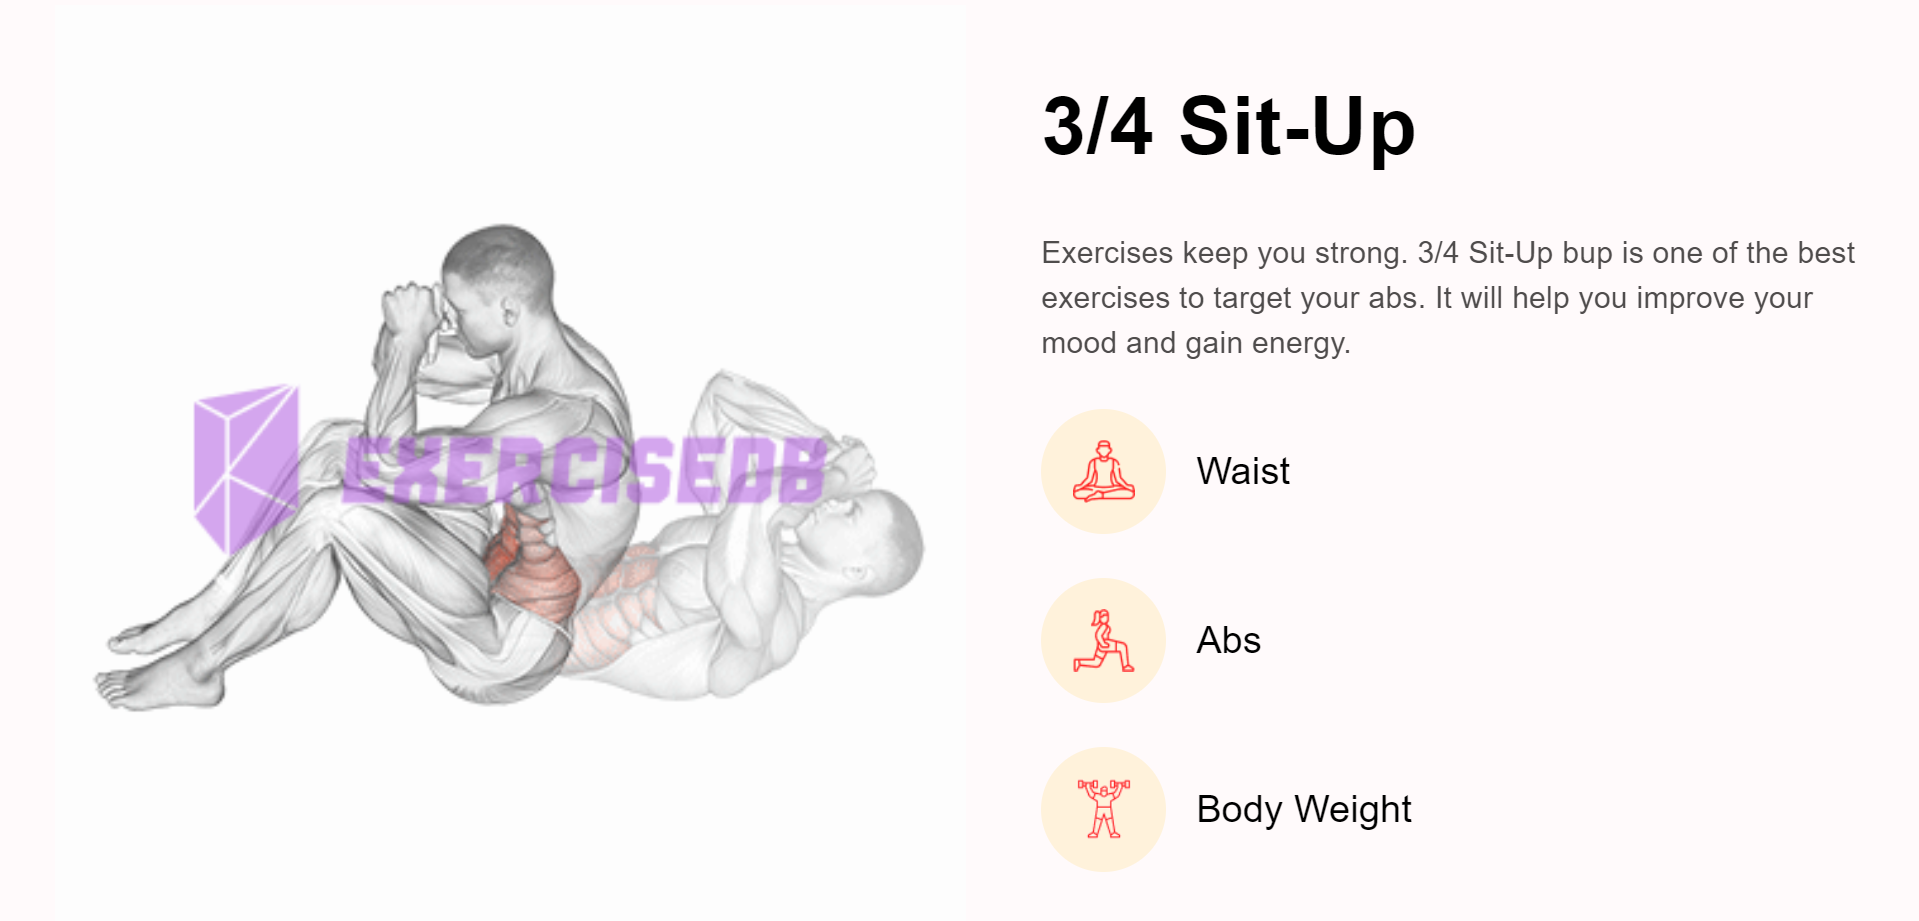 3/4 Sit-Up
Exercises keep you strong. 3/4 Sit-Up bup is one of the best
exercises to target your abs. It will help you improve your
mood and gain energy.
EXERCISEDB
Waist
Abs
Body Weight